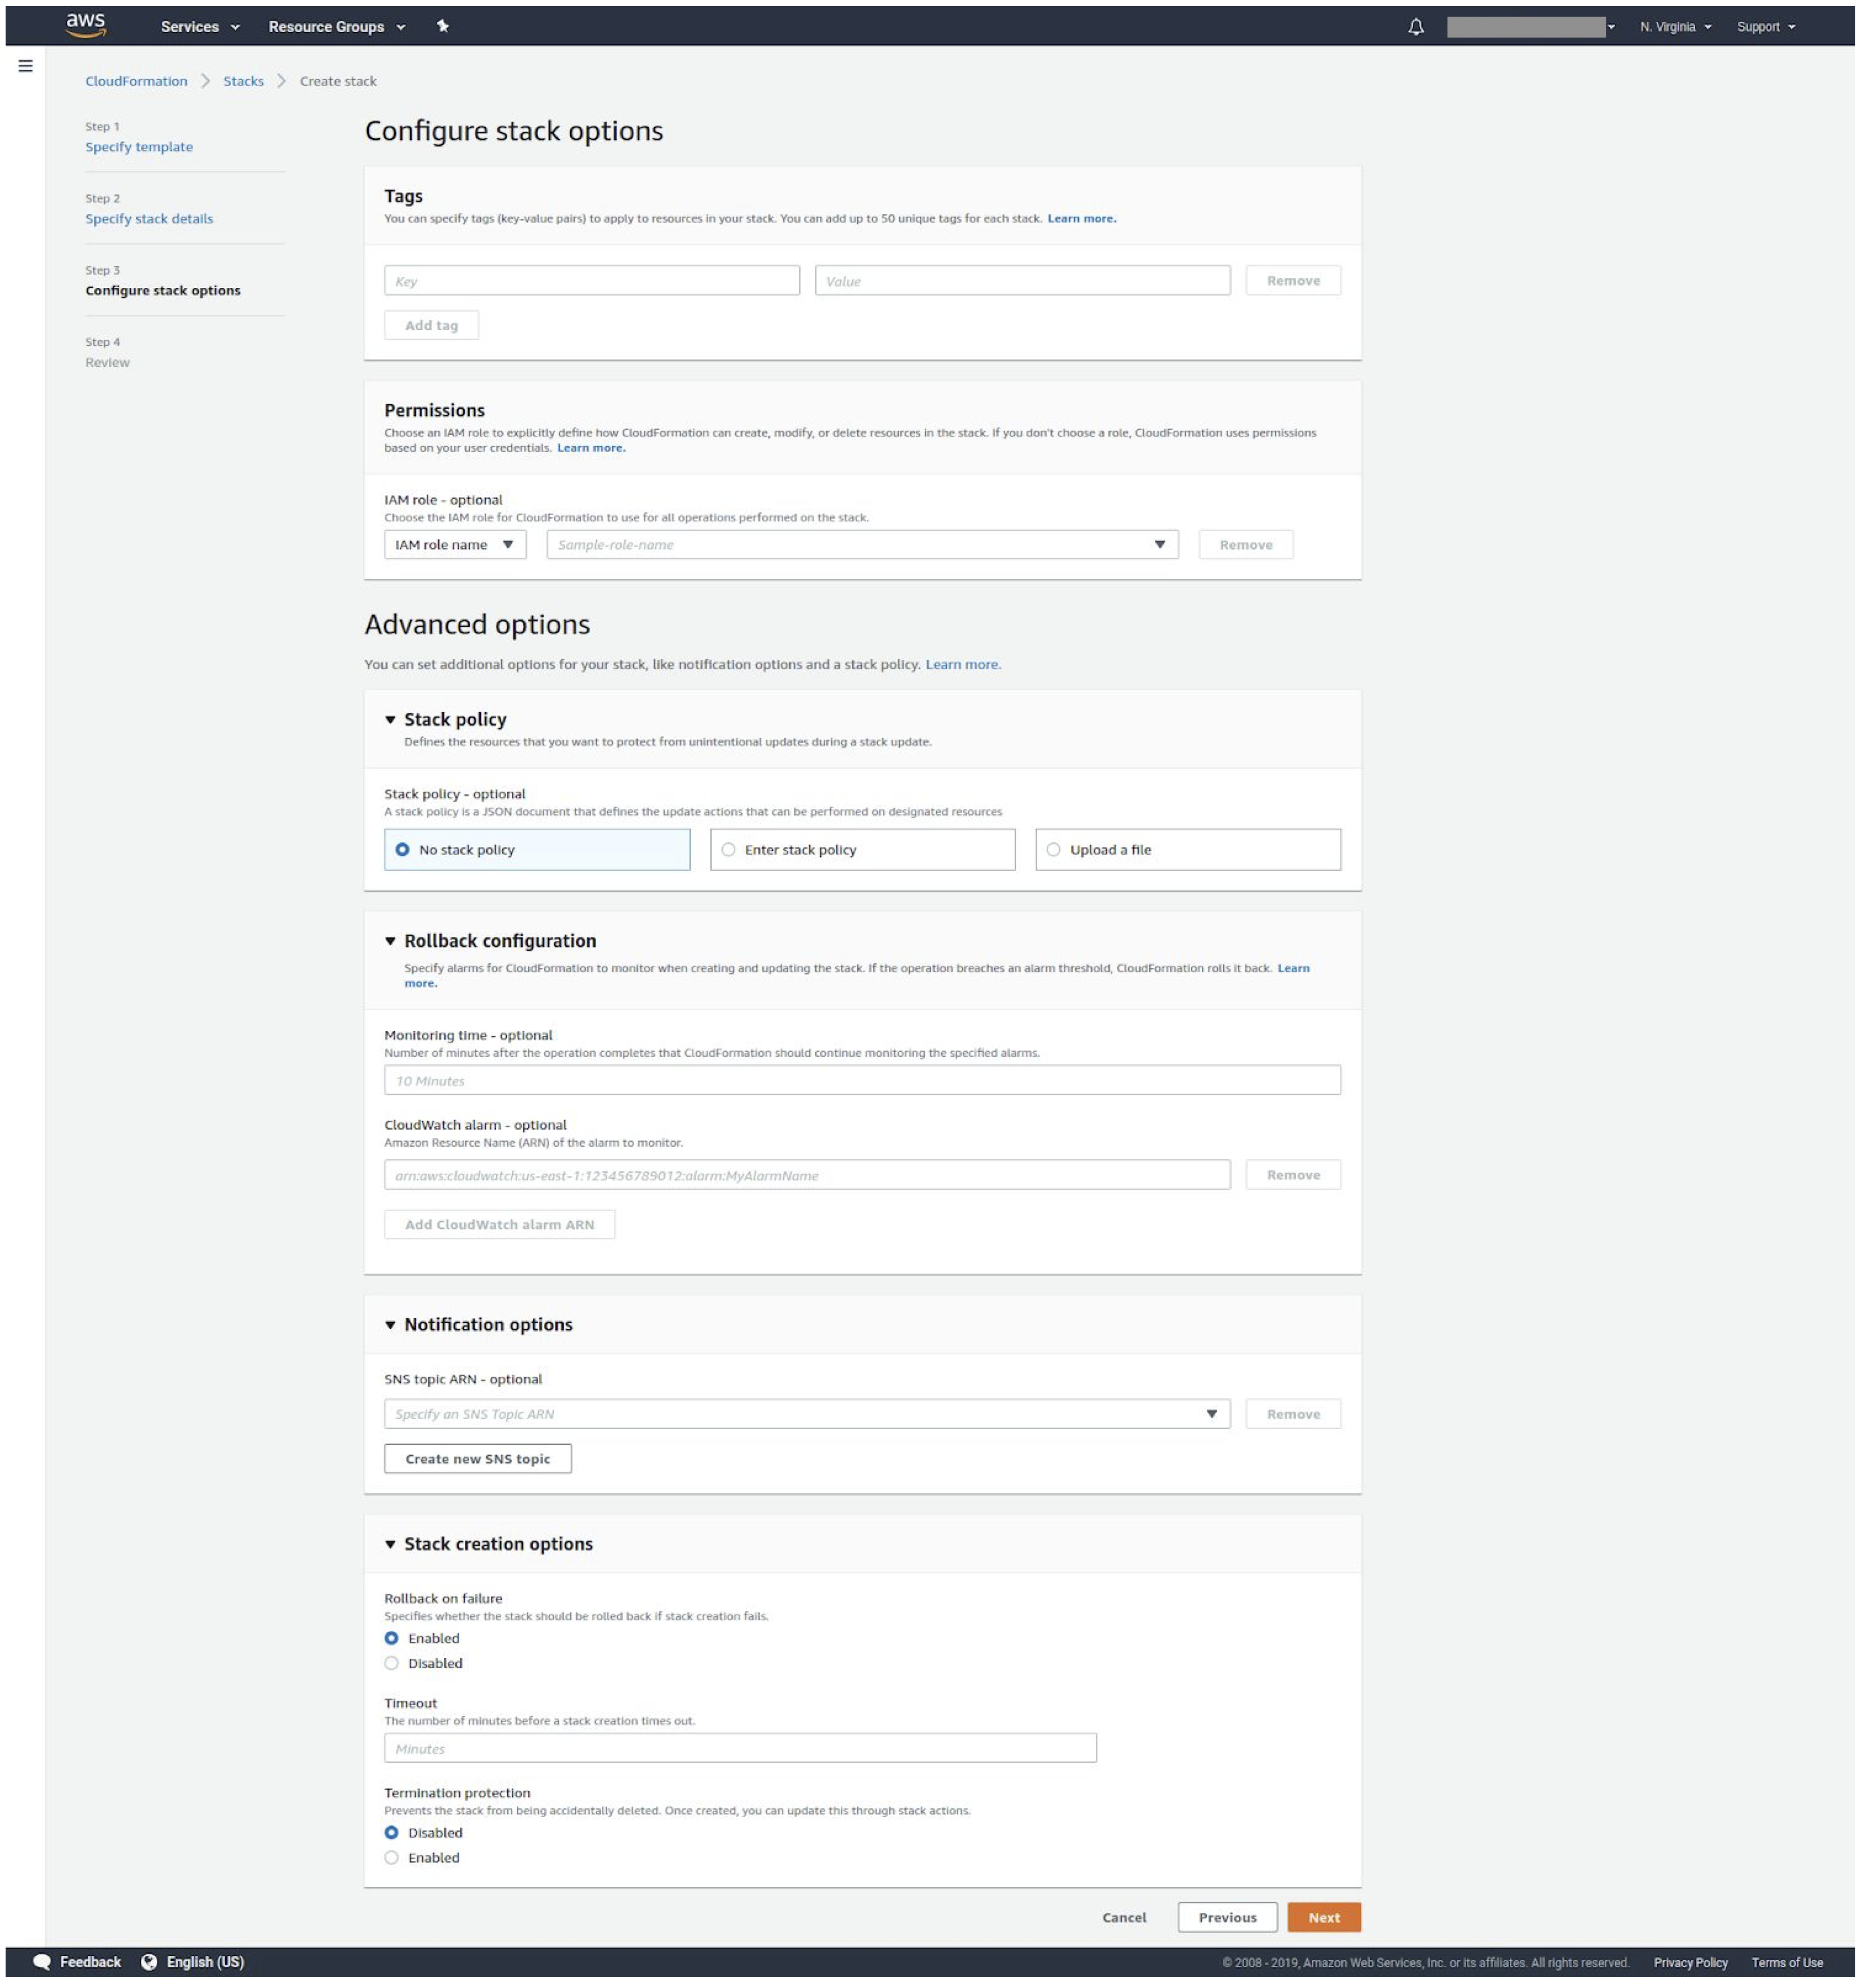 aws
Services
Resource Groups
N. Virginia
Support
CloudFormation
Stacks
Create stack
Step 1
Specify template
Step 2
Specify stack details
Step 3
Configure stack options
Step 4
Review
Configure stack options
Tags
You can specify tags (key-value pairs) to apply to resources in your stack. You can add up to 50 unique tags for each stack. Learn more.
Key
Value
Remove
Add tag
Permissions
Choose an IAM role to explicitly define how CloudFormation can create, modify, or delete resources in the stack. If you don't choose a role, CloudFormation uses permissions
based on your user credentials. Learn more.
IAM role - optional
Choose the IAM role for CloudFormation to use for all operations performed on the stack.
IAM role name
Sample-role-name
Remove
Advanced options
You can set additional options for your stack, like notification options and a stack policy. Learn more.
Stack policy
Defines the resources that you want to protect from unintentional updates during a stack update.
Stack policy - optional
A stack policy is a JSON document that defines the update actions that can be performed on designated resources
No stack policy
Enter stack policy
Upload a file
Rollback configuration
Specify alarms for CloudFormation to monitor when creating and updating the stack. If the operation breaches an alarm threshold, CloudFormation rolls it back. Learn
more.
Monitoring time - optional
Number of minutes after the operation completes that CloudFormation should continue monitoring the specified alarms.
10 Minutes
CloudWatch alarm - optional
Amazon Resource Name (ARN) of the alarm to monitor.
arn:aws:cloudwatch:us-east-1:123456789012:alarm:MyAlarmName
Remove
Add CloudWatch alarm ARN
Notification options
SNS topic ARN - optional
Specify an SNS Topic ARN
Remove
Create new SNS topic
Stack creation options
Rollback on failure
Specifies whether the stack should be rolled back if stack creation fails.
Enabled
Disabled
Timeout
The number of minutes before a stack creation times out.
Minutes
Termination protection
Prevents the stack from being accidentally deleted. Once created, you can update this through stack actions.
Disabled
Enabled
Cancel
Previous
Next
Feedback
English (US)
© 2008 - 2019, Amazon Web Services, Inc. or its affiliates. All rights reserved.
Privacy Policy
Terms of Use